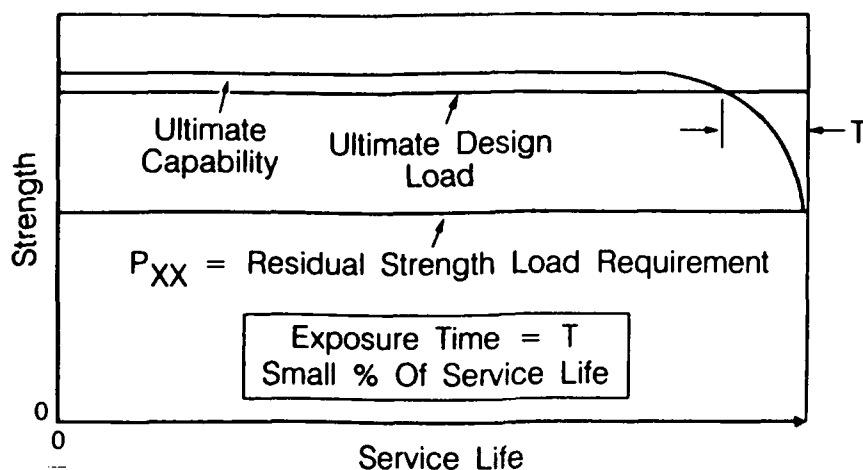 Ultimate
Capability
Ultimate Design
Load
T
Strength
PXX = Residual Strength Load Requirement
Exposure Time = T
Small % Of Service Life
0
0
Service Life